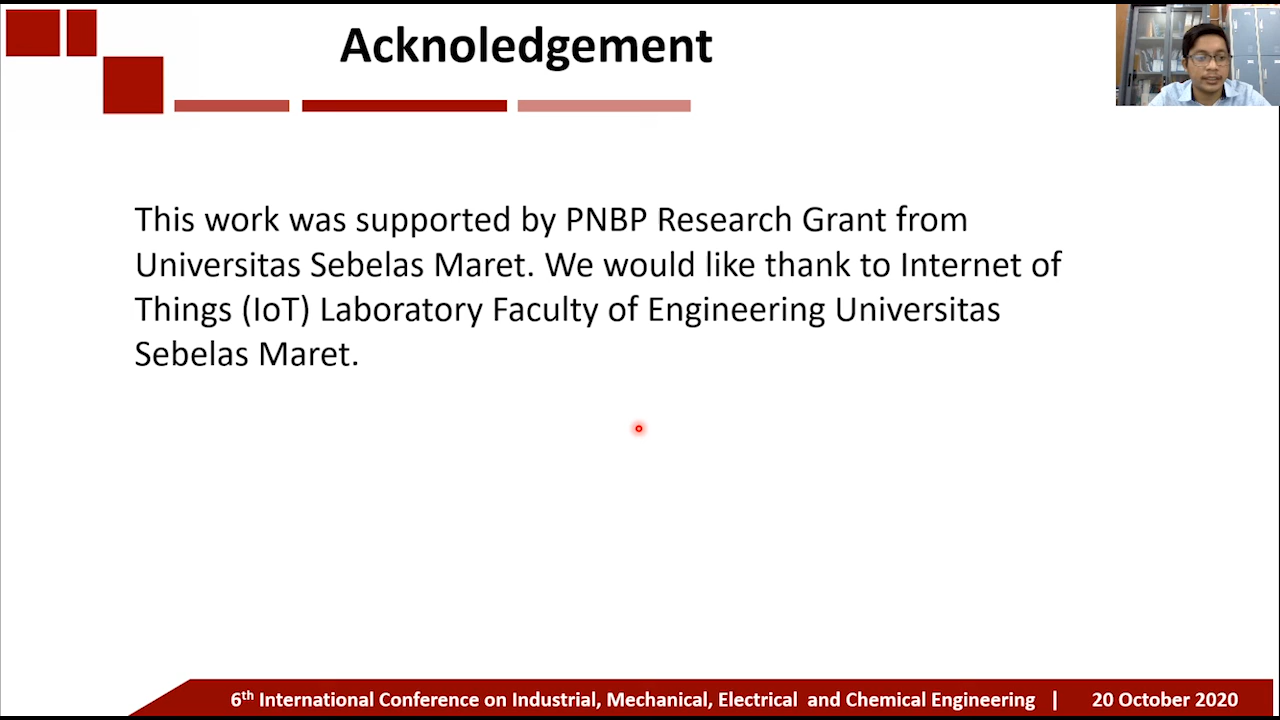 Acknoledgement
This work was supported by PNBP Research Grant from
Universitas Sebelas Maret. We would like thank to Internet of
Things (IoT) Laboratory Faculty of Engineering Universitas
Sebelas Maret.
6th International Conference on Industrial, Mechanical, Electrical and Chemical Engineering | 20 October 2020